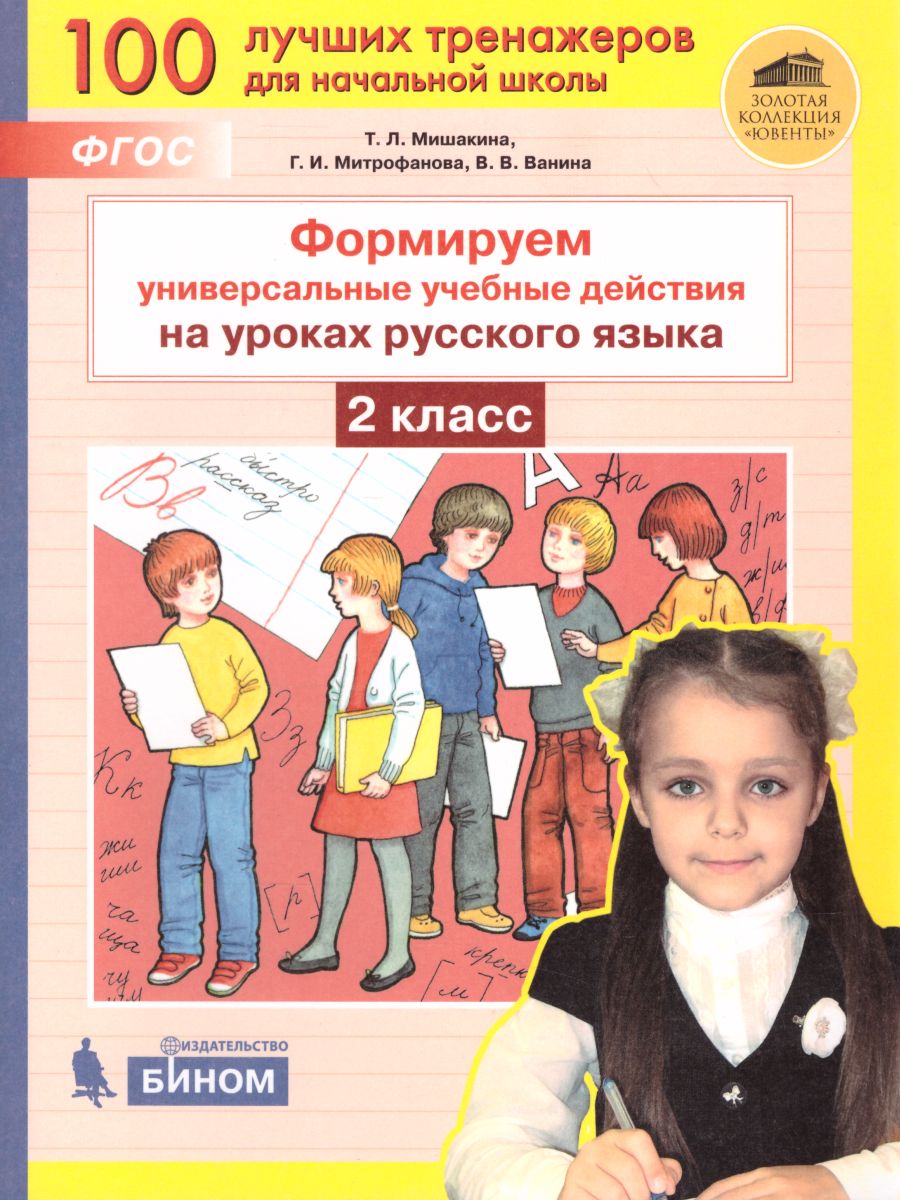 100 лучших тренажеров
для начальной школы
ЗОЛОТАЯ
КОЛЛЕКЦИЯ
«ЮВЕНТЫ»
ФГОС
Т. Л. Мишакина,
Г. И. Митрофанова, В. В. Ванина
Формируем
универсальные учебные действия
на уроках русского языка
2 класс
Вв
быстро
рассказ
А Аа
з/с
д/т
ж/ш
в/ф
Зз
Кк
жи
ши
ча
ща
чу
[р]
[м]
ИЗДАТЕЛЬСТВО
БИНОМ